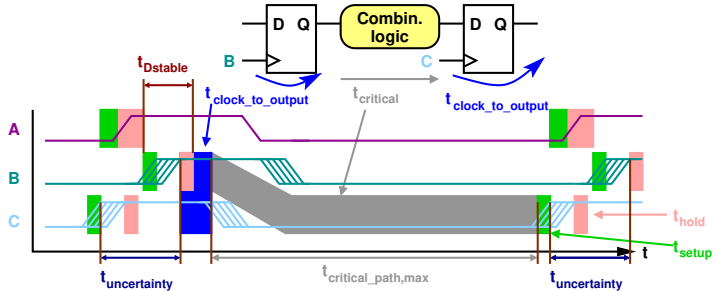 D Q
Combin.
logic
D Q
B
C
t_Dstable
t_clock_to_output
t_critical
t_clock_to_output
A
B
C
t_hold
t_setup
t
t_uncertainty
t_critical_path,max
t_uncertainty